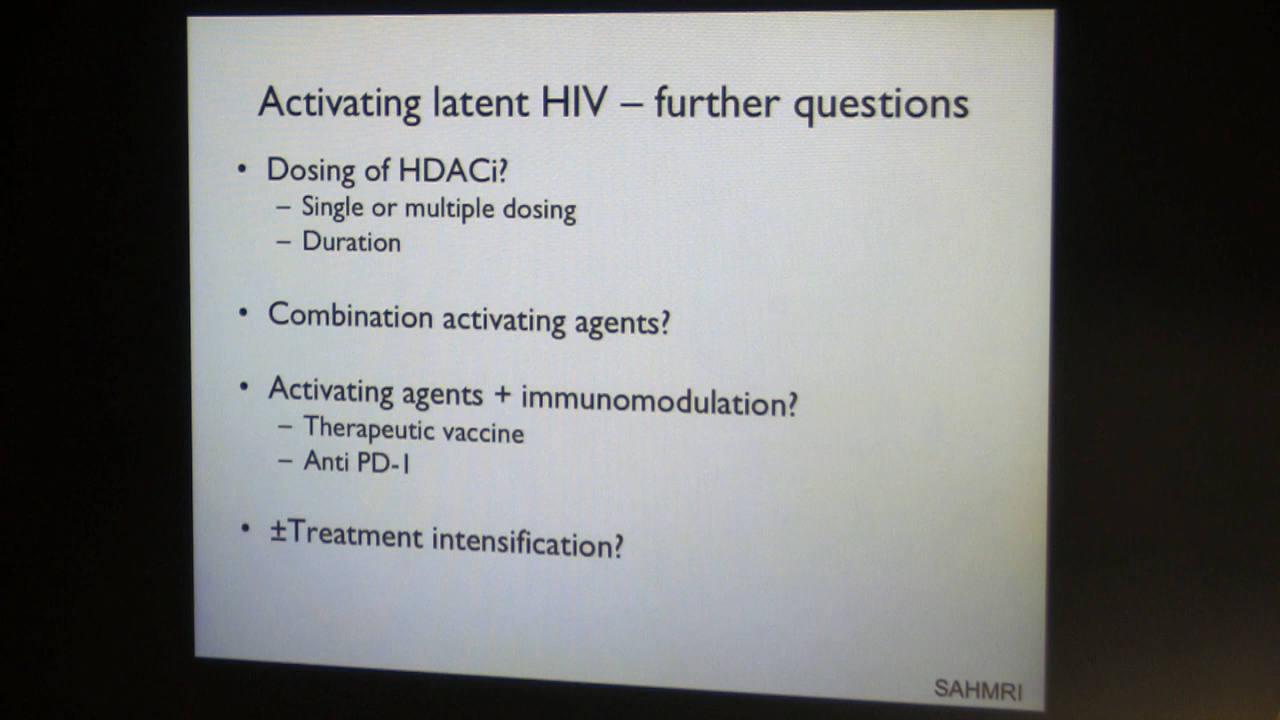 Activating latent HIV – further questions
• Dosing of HDACi?
– Single or multiple dosing
– Duration
• Combination activating agents?
• Activating agents + immunomodulation?
– Therapeutic vaccine
– Anti PD-1
• ±Treatment intensification?
SAHMRI